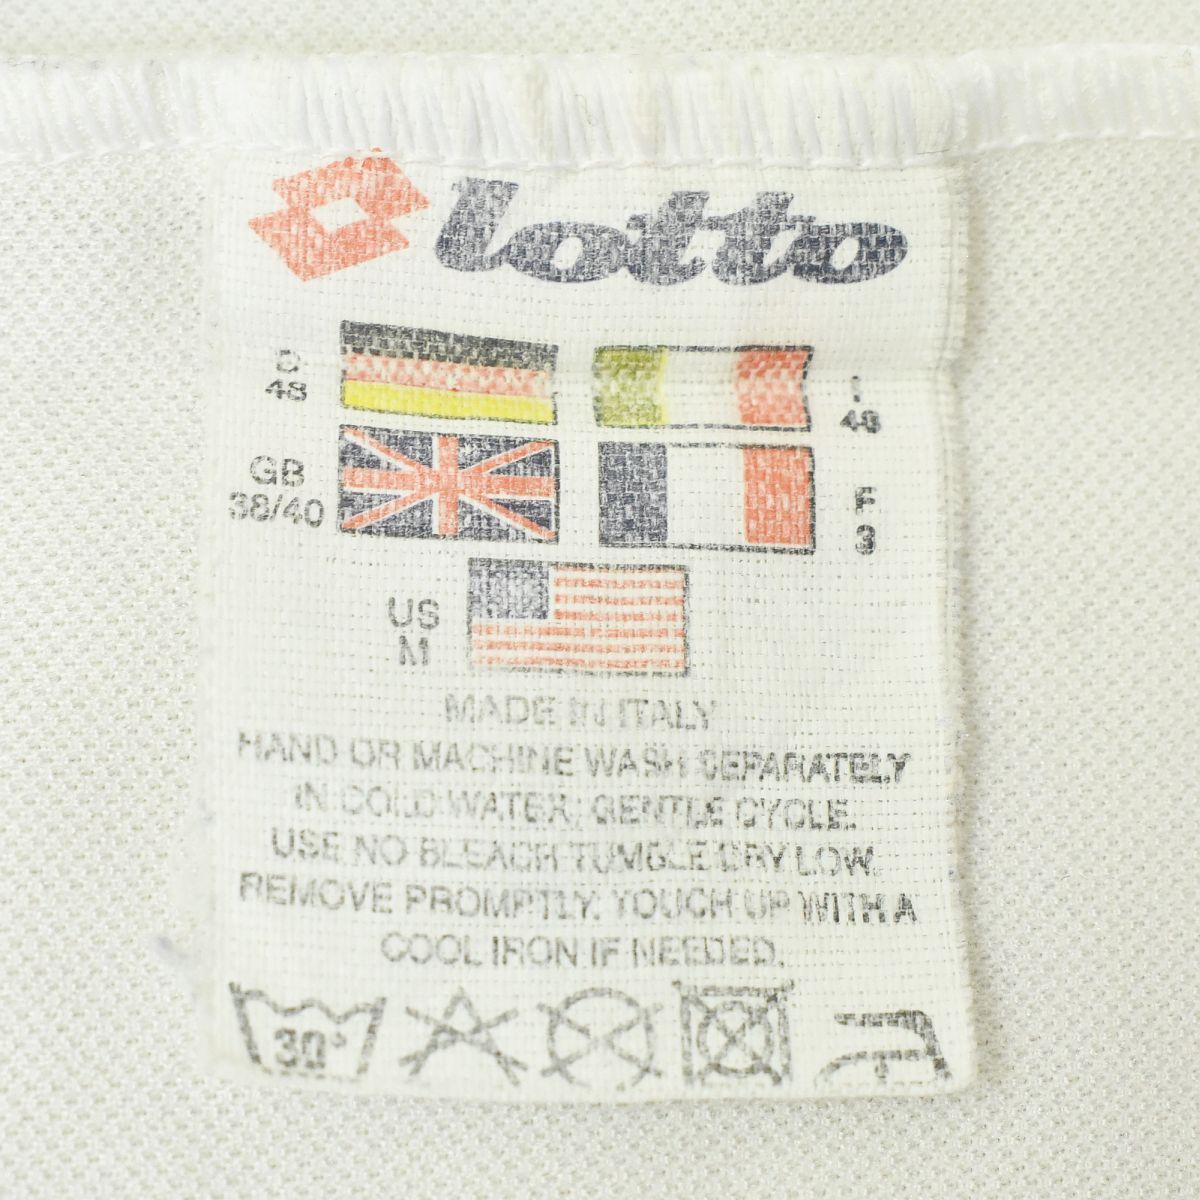 lotto
D
48
I
48
GB
38/40
F
3
US
M
MADE IN ITALY
HAND OR MACHINE WASH SEPARATELY
IN COLD WATER, GENTLE CYCLE.
USE NO BLEACH TUMBLE DRY LOW.
REMOVE PROMPTLY. TOUCH UP WITH A
COOL IRON IF NEEDED.
30°